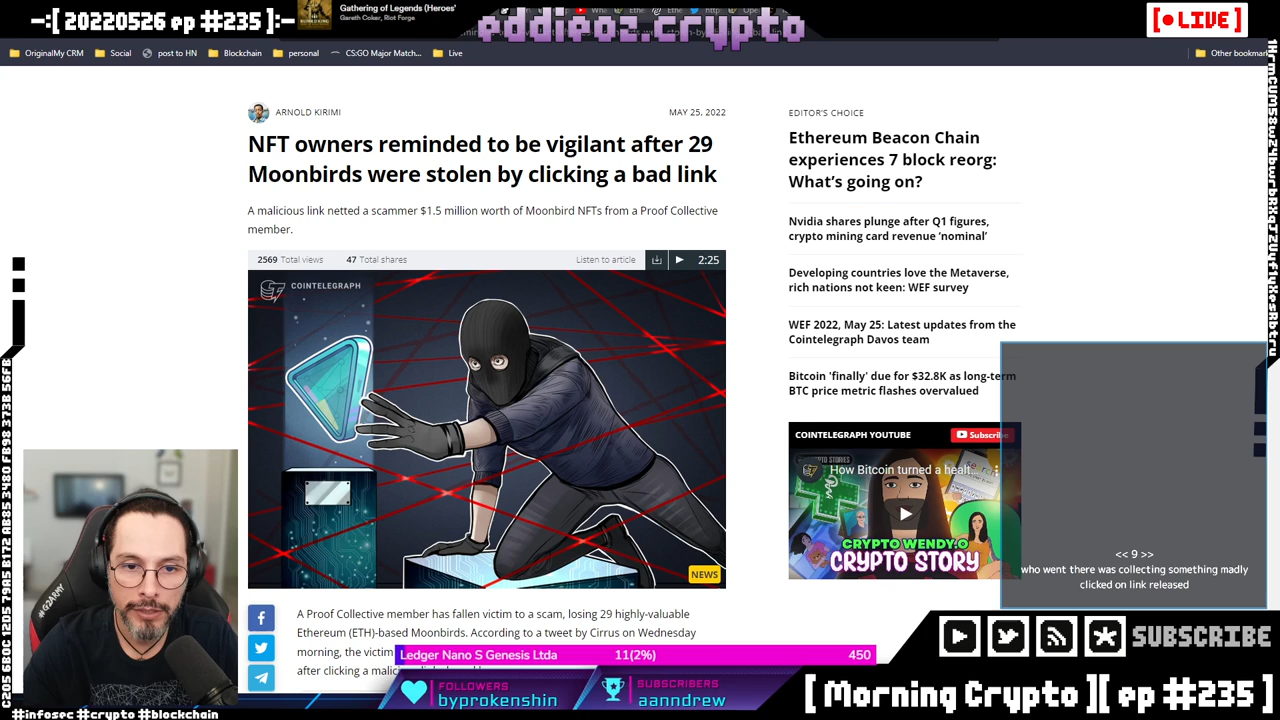 -:[ 20220526 ep #235 ]:-
Gathering of Legends (Heroes'
Gareth Coker, Riot Forge
eddieoz.crypto
[ LIVE ]
OriginalMy CRM
Social
post to HN
Blockchain
personal
CS:GO Major Match...
Live
Other bookmar
ARNOLD KIRIMI
MAY 25, 2022
NFT owners reminded to be vigilant after 29
Moonbirds were stolen by clicking a bad link
A malicious link netted a scammer $1.5 million worth of Moonbird NFTs from a Proof Collective
member.
2569 Total views
47 Total shares
Listen to article
2:25
COINTELEGRAPH
NEWS
A Proof Collective member has fallen victim to a scam, losing 29 highly-valuable
Ethereum (ETH)-based Moonbirds. According to a tweet by Cirrus on Wednesday
morning, the victim
after clicking a
EDITOR'S CHOICE
Ethereum Beacon Chain
experiences 7 block reorg:
What's going on?
Nvidia shares plunge after Q1 figures,
crypto mining card revenue 'nominal'
Developing countries love the Metaverse,
rich nations not keen: WEF survey
WEF 2022, May 25: Latest updates from the
Cointelegraph Davos team
Bitcoin 'finally' due for $32.8K as long-term
BTC price metric flashes overvalued
COINTELEGRAPH YOUTUBE
Subscribe
How Bitcoin turned a healt...
CRYPTO WENDY.O
CRYPTO STORY
<< 9 >>
who went there was collecting something madly
clicked on link released
#K62ARMY
Ledger Nano S Genesis Ltda
11(2%)
450
FOLLOWERS
byprokenshin
SUBSCRIBERS
aanndrew
SUBSCRIBE
[ Morning Crypto ][ ep #235 ]
#infosec #crypto #blockchain